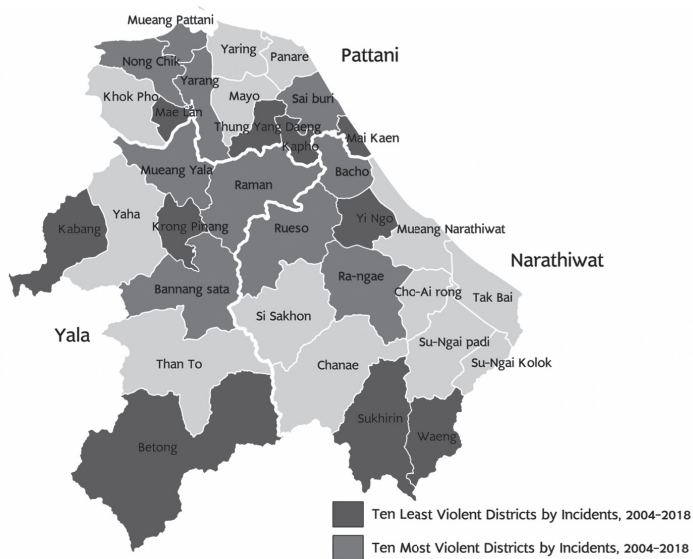 Mueang Pattani
Yaring
Panare
Pattani
Nong Chik
Yarang
Khok Pho
Mayo
Sai buri
Mae Lan
Thung Yang Daeng
Mai Kaen
Kapho
Mueang Yala
Raman
Bacho
Yaha
Kabang
Krong Pinang
Rueso
Yi Ngo
Mueang Narathiwat
Narathiwat
Ra-ngae
Bannang sata
Cho-Ai rong
Tak Bai
Si Sakhon
Yala
Su-Ngai padi
Than To
Chanae
Su-Ngai Kolok
Sukhirin
Waeng
Betong
Ten Least Violent Districts by Incidents, 2004–2018
Ten Most Violent Districts by Incidents, 2004–2018